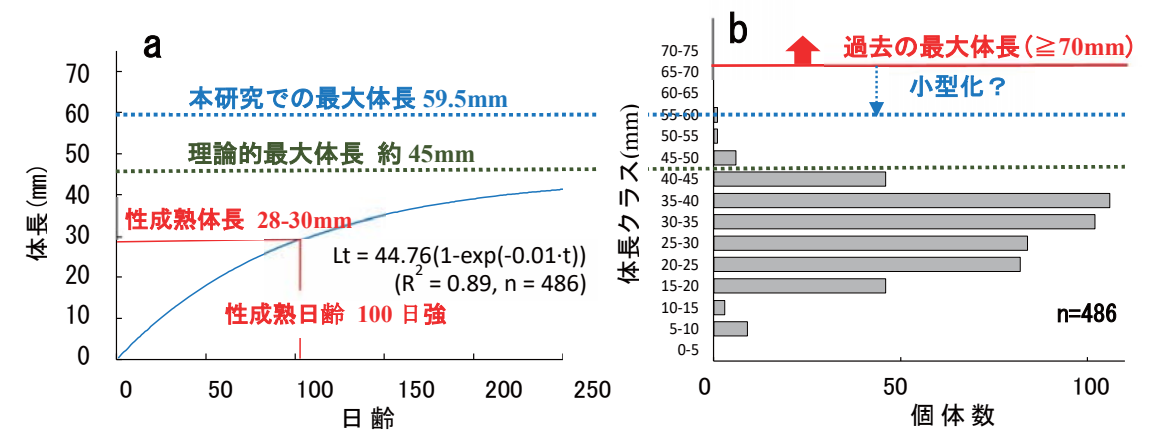 a
70
60
50
40
30
20
10
0
体長(㎜)
本研究での最大体長 59.5mm
理論的最大体長 約 45mm
性成熟体長 28-30mm
Lt = 44.76(1-exp(-0.01·t))
(R2 = 0.89, n = 486)
性成熟日齢 100 日強
0 50 100 150 200 250
日 齢
b
過去の最大体長(≧70mm)
小型化？
70-75
65-70
60-65
55-60
50-55
45-50
40-45
35-40
30-35
25-30
20-25
15-20
10-15
5-10
0-5
体長クラス(mm)
n=486
0 50 100
個 体 数